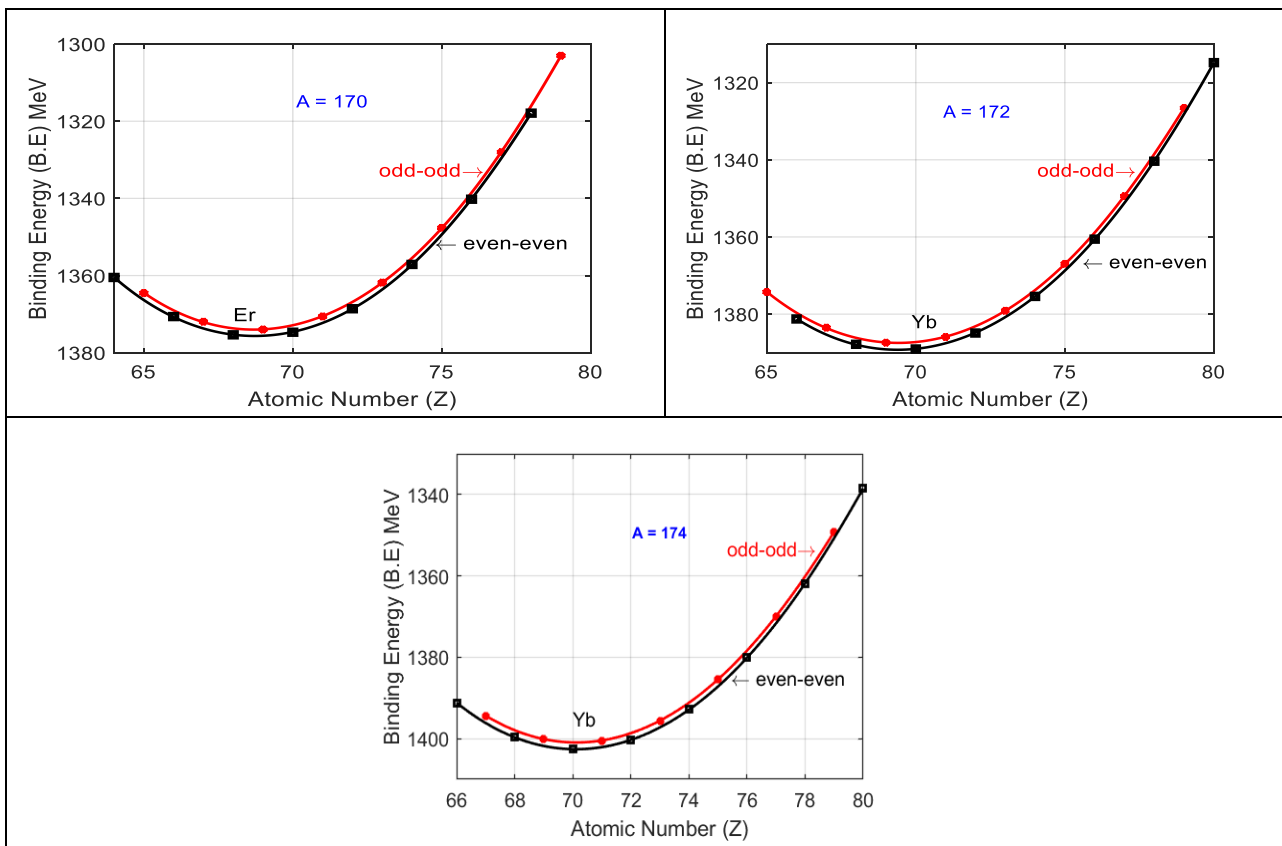 Binding Energy (B.E) MeV
1300
1320
1340
1360
1380
A = 170
odd-odd→
← even-even
Er
65 70 75 80
Atomic Number (Z)
Binding Energy (B.E) MeV
1320
1340
1360
1380
A = 172
odd-odd→
← even-even
Yb
65 70 75 80
Atomic Number (Z)
Binding Energy (B.E) MeV
1340
1360
1380
1400
A = 174
odd-odd→
← even-even
Yb
66 68 70 72 74 76 78 80
Atomic Number (Z)